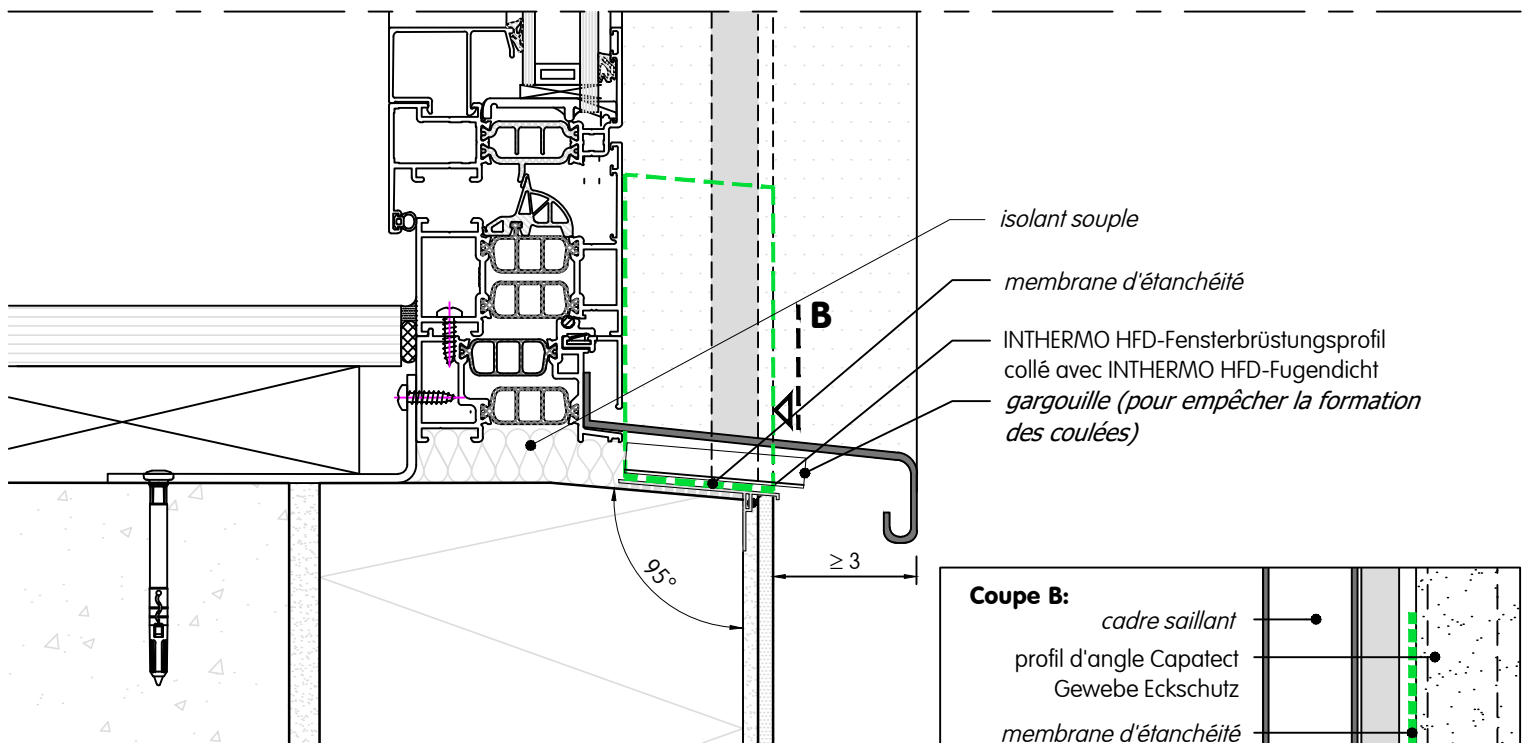 isolant souple
membrane d'étanchéité
B
INTHERMO HFD-Fensterbrüstungsprofil
collé avec INTHERMO HFD-Fugendicht
gargouille (pour empêcher la formation
des coulées)
95°
≥ 3
Coupe B:
cadre saillant
profil d'angle Capatect
Gewebe Eckschutz
membrane d'étanchéité